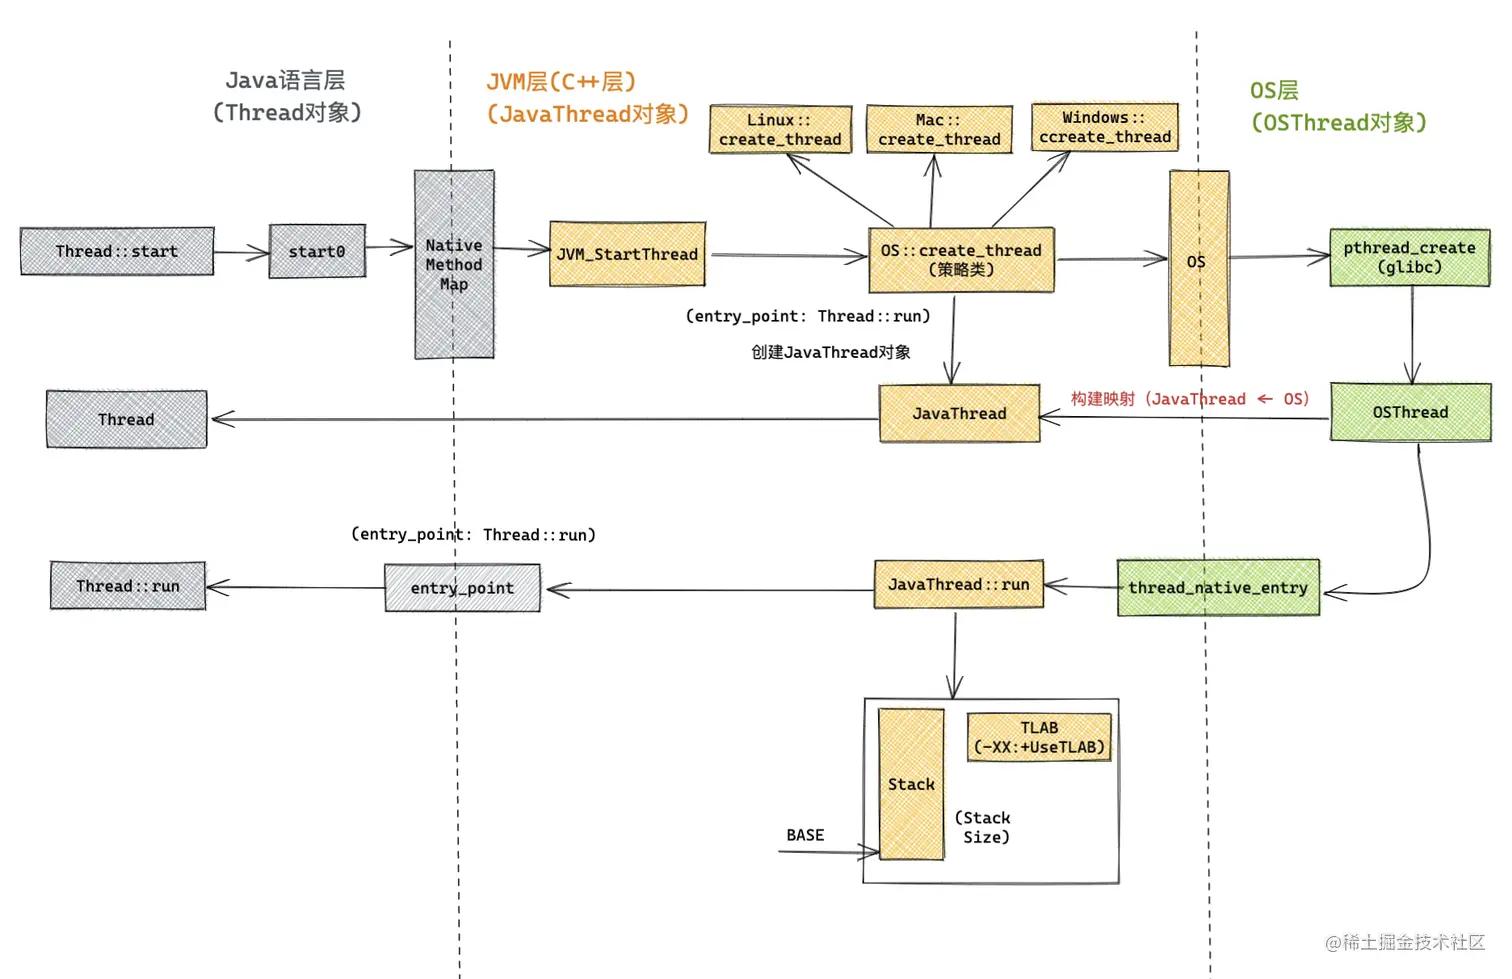 Java语言层
(Thread对象)
JVM层(C++层)
(JavaThread对象)
OS层
(OSThread对象)
Linux::
create_thread
Mac::
create_thread
Windows::
ccreate_thread
Thread::start
start0
Native
Method
Map
JVM_StartThread
OS::create_thread
(策略类)
OS
pthread_create
(glibc)
(entry_point: Thread::run)
创建JavaThread对象
Thread
JavaThread
构建映射（JavaThread ← OS）
OSThread
(entry_point: Thread::run)
Thread::run
entry_point
JavaThread::run
thread_native_entry
TLAB
(-XX:+UseTLAB)
Stack
(Stack
Size)
BASE
@稀土掘金技术社区